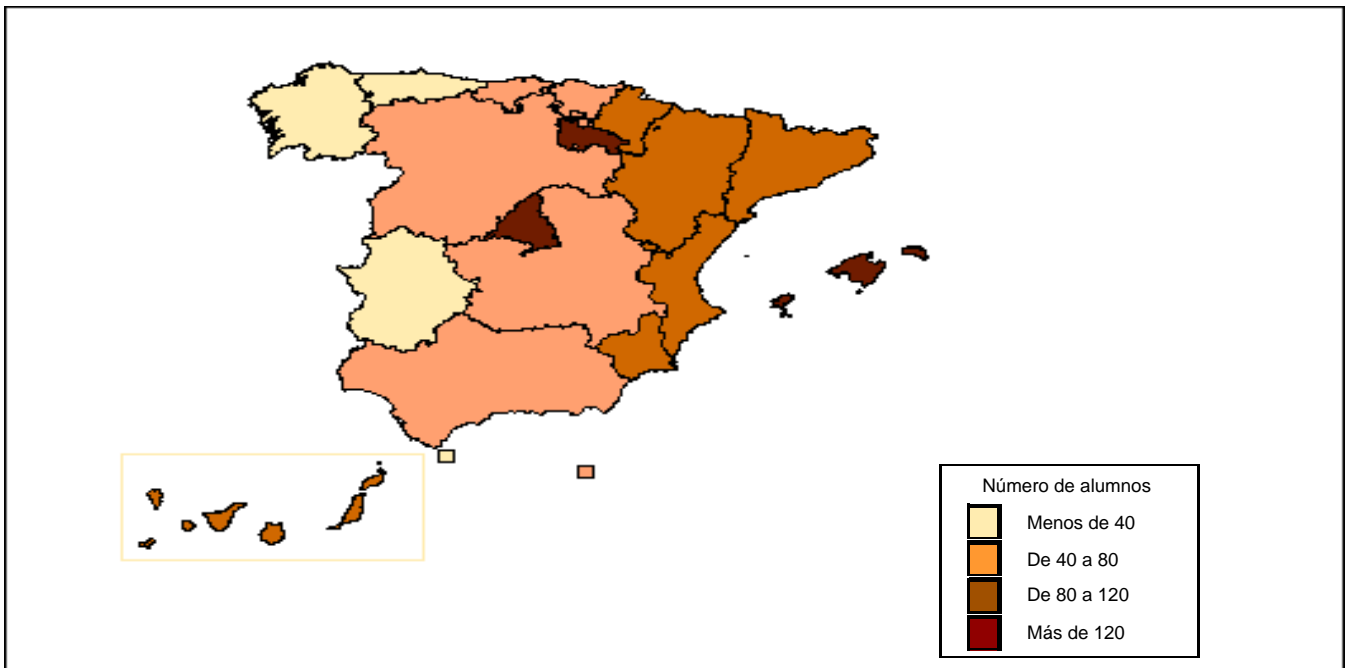 Número de alumnos
Menos de 40
De 40 a 80
De 80 a 120
Más de 120